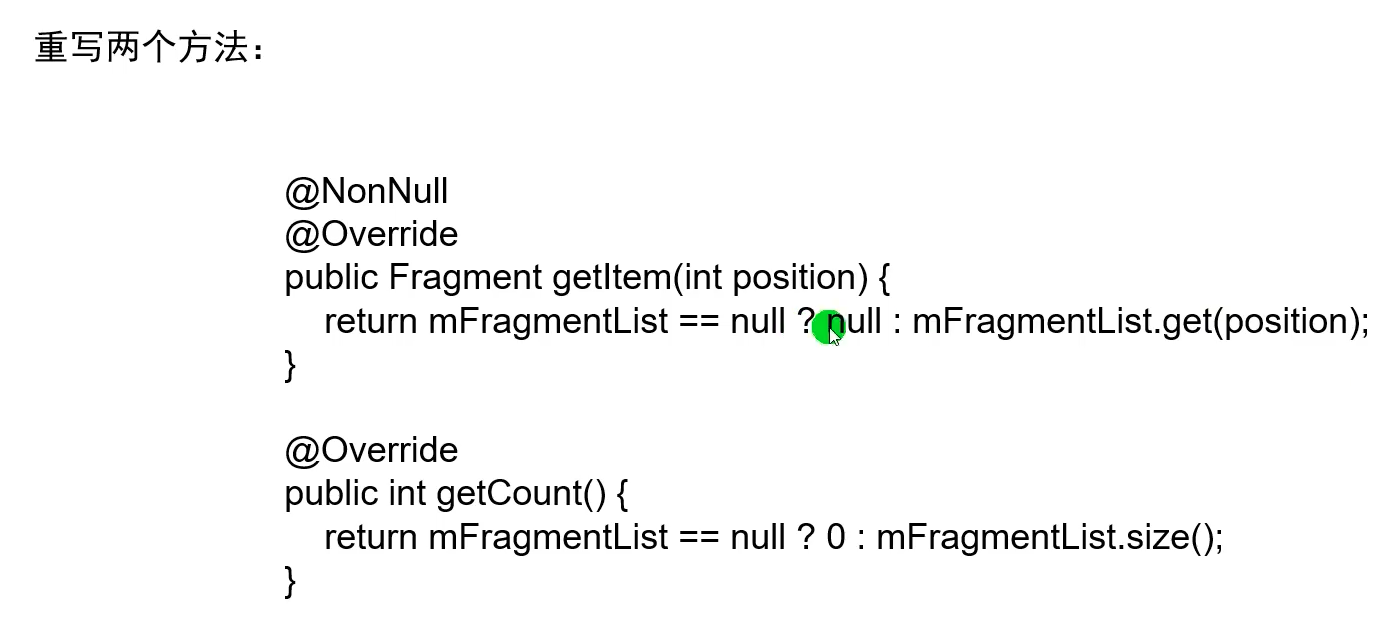 重写两个方法：
@NonNull
@Override
public Fragment getItem(int position) {
return mFragmentList == null ? null : mFragmentList.get(position);
}
@Override
public int getCount() {
return mFragmentList == null ? 0 : mFragmentList.size();
}